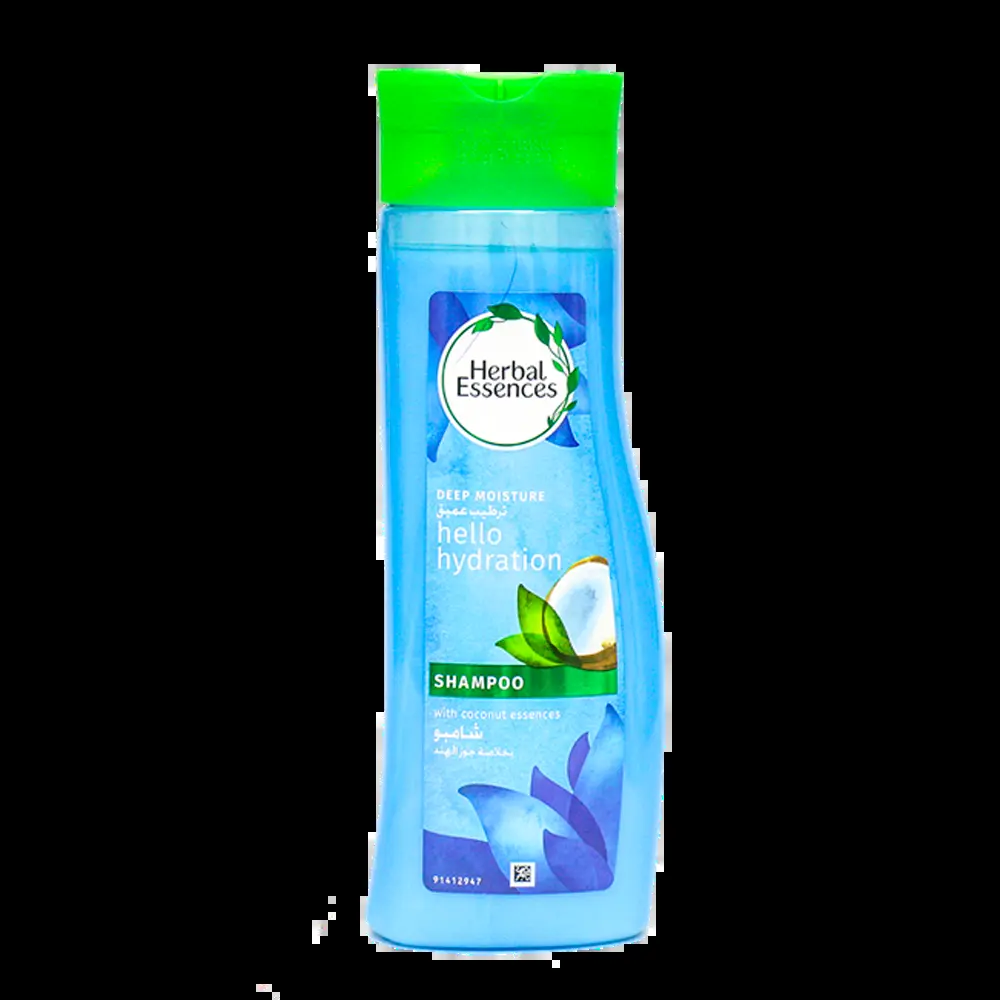 Herbal
Essences
DEEP MOISTURE
ترطيب عميق
hello
hydration
SHAMPOO
with coconut essences
شامبو
بخلاصة جوز الهند
91412947